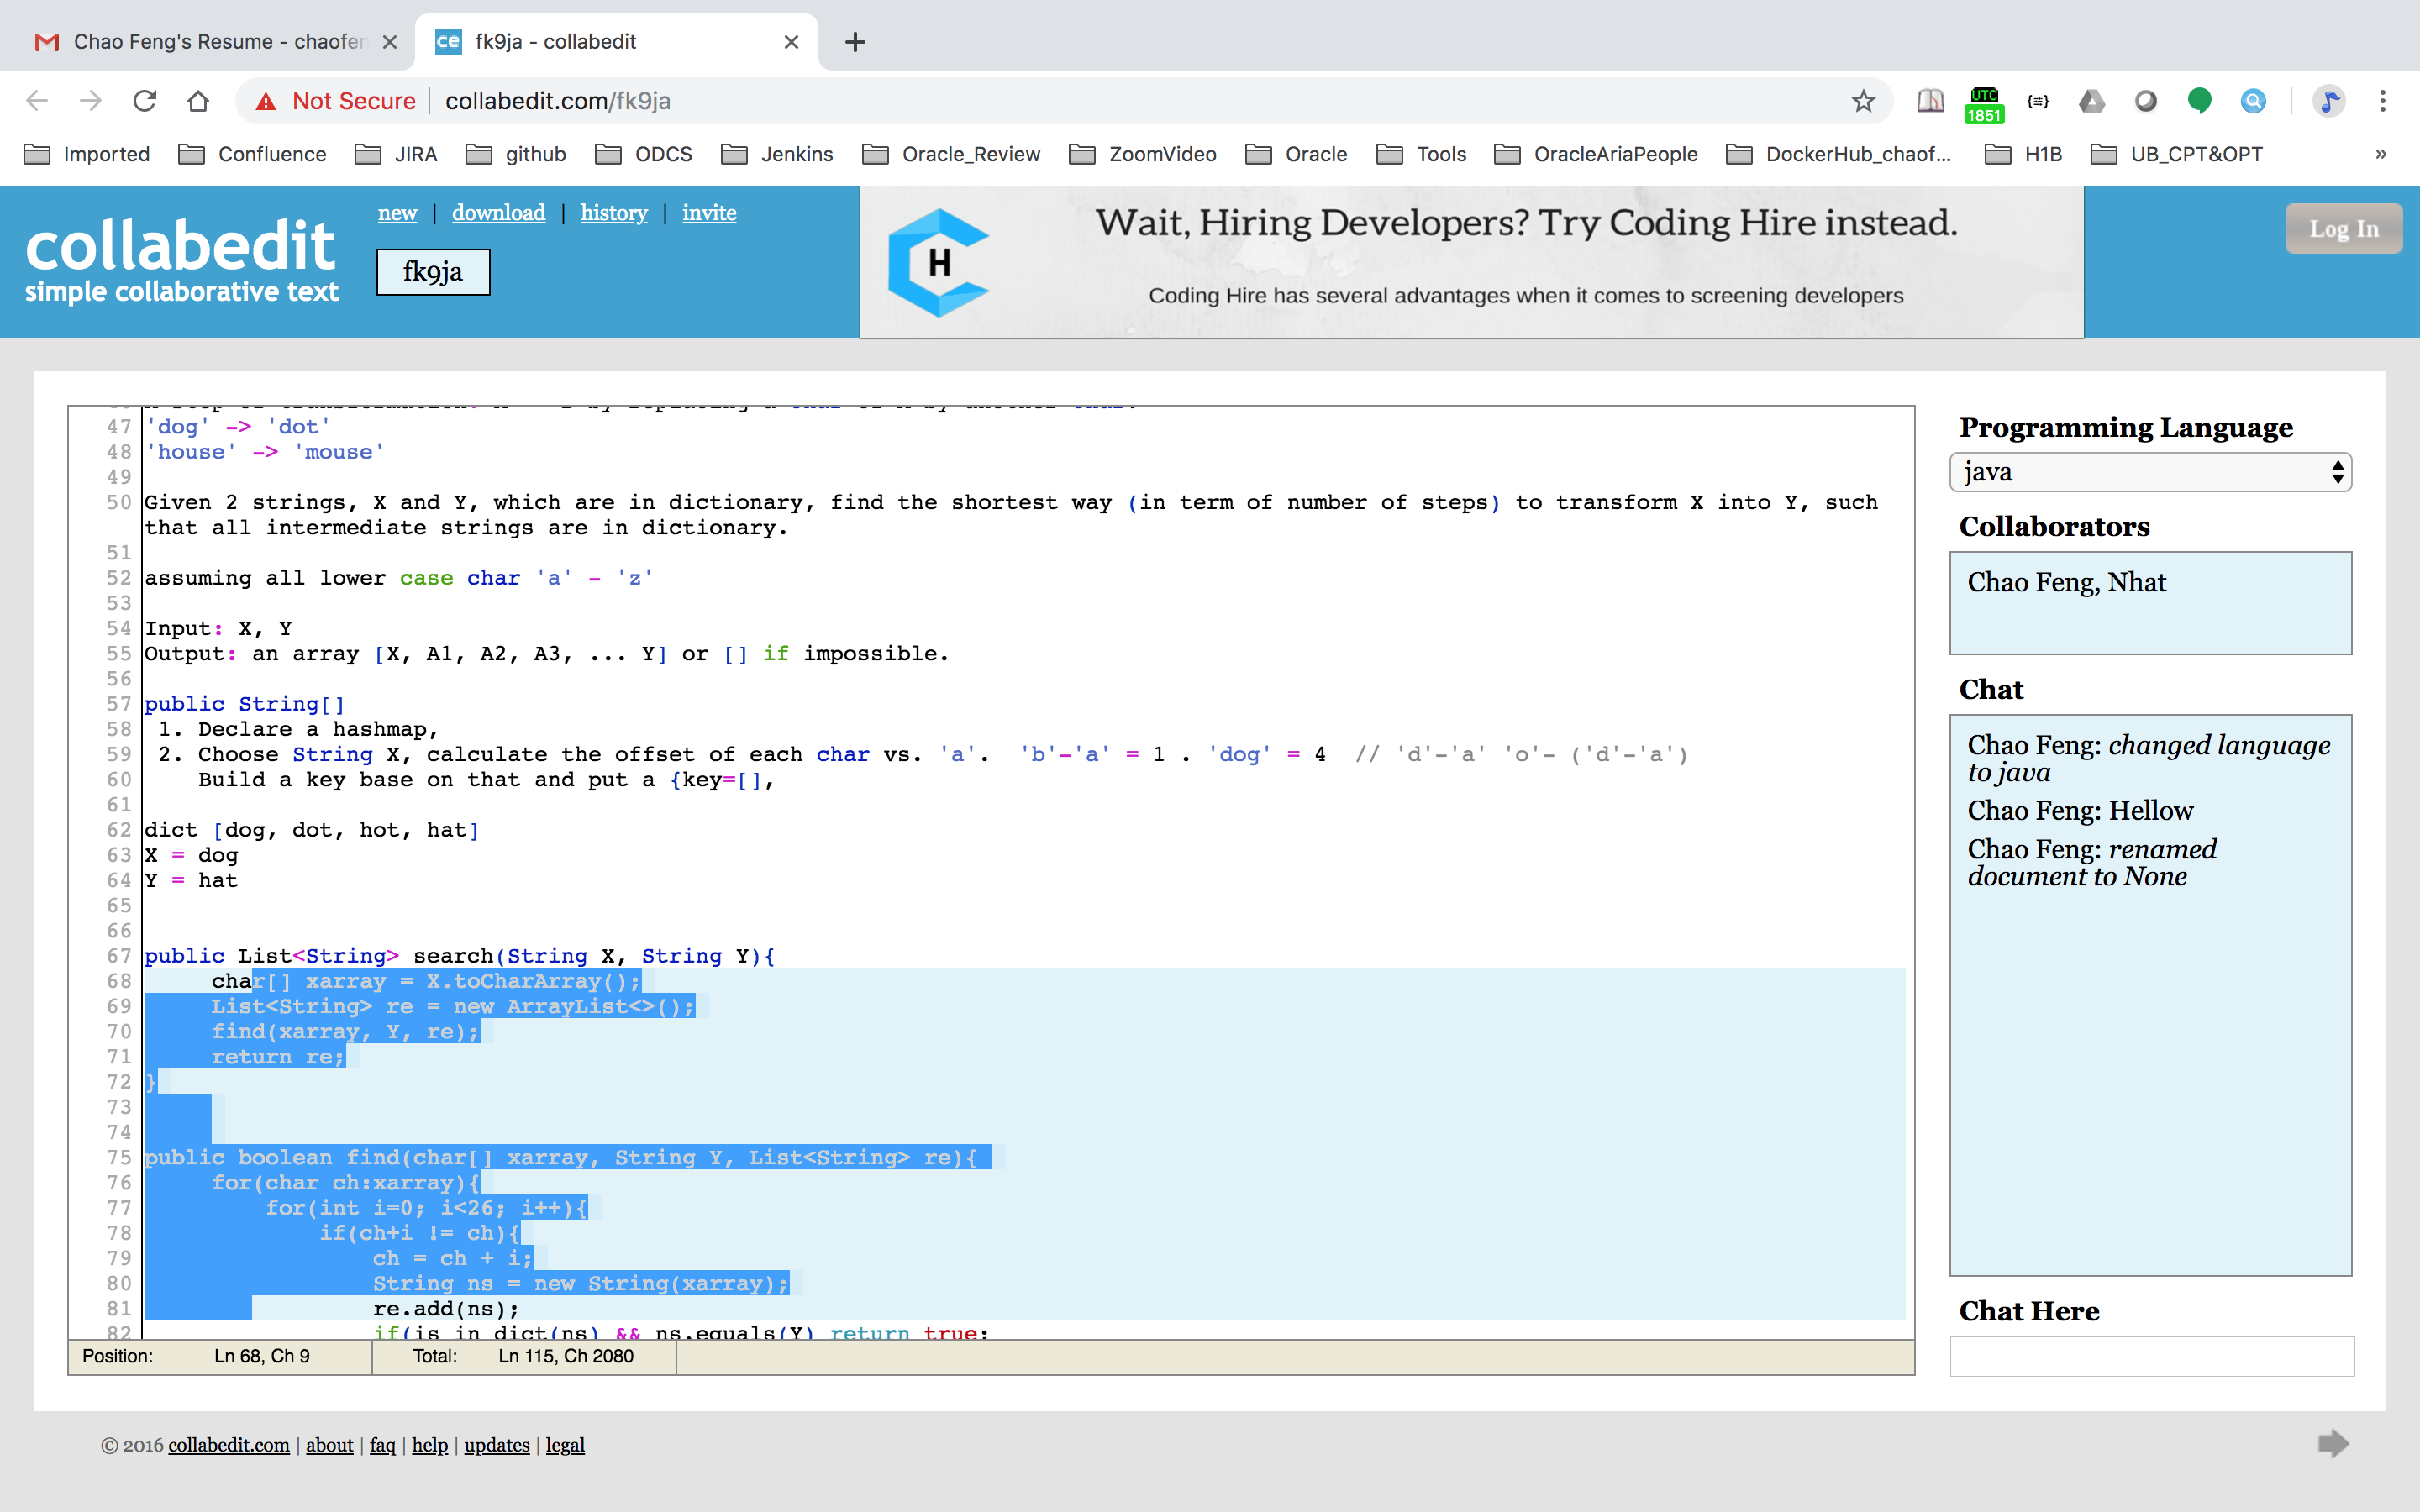 Chao Feng's Resume - chaofen
fk9ja - collabedit
Not Secure
collabedit.com/fk9ja
UTC
1851
Imported
Confluence
JIRA
github
ODCS
Jenkins
Oracle_Review
ZoomVideo
Oracle
Tools
OracleAriaPeople
DockerHub_chaof...
H1B
UB_CPT&OPT
»
collabedit
simple collaborative text
new | download | history | invite
fk9ja
H
Wait, Hiring Developers? Try Coding Hire instead.
Coding Hire has several advantages when it comes to screening developers
Log In
47 'dog' -> 'dot'
48 'house' -> 'mouse'
49
50 Given 2 strings, X and Y, which are in dictionary, find the shortest way (in term of number of steps) to transform X into Y, such
that all intermediate strings are in dictionary.
51
52 assuming all lower case char 'a' - 'z'
53
54 Input: X, Y
55 Output: an array [X, A1, A2, A3, ... Y] or [] if impossible.
56
57 public String[]
58 1. Declare a hashmap,
59 2. Choose String X, calculate the offset of each char vs. 'a'. 'b'-'a' = 1 . 'dog' = 4 // 'd'-'a' 'o'- ('d'-'a')
60 Build a key base on that and put a {key=[],
61
62 dict [dog, dot, hot, hat]
63 X = dog
64 Y = hat
65
66
67 public List<String> search(String X, String Y){
68 char[] xarray = X.toCharArray();
69 List<String> re = new ArrayList<>();
70 find(xarray, Y, re);
71 return re;
72 }
73
74
75 public boolean find(char[] xarray, String Y, List<String> re){
76 for(char ch:xarray){
77 for(int i=0; i<26; i++){
78 if(ch+i != ch){
79 ch = ch + i;
80 String ns = new String(xarray);
81 re.add(ns);
82 if(is_in_dict(ns) && ns.equals(Y) return true;
Position: Ln 68, Ch 9 Total: Ln 115, Ch 2080
Programming Language
java
Collaborators
Chao Feng, Nhat
Chat
Chao Feng: changed language
to java
Chao Feng: Hellow
Chao Feng: renamed
document to None
Chat Here
© 2016 collabedit.com | about | faq | help | updates | legal